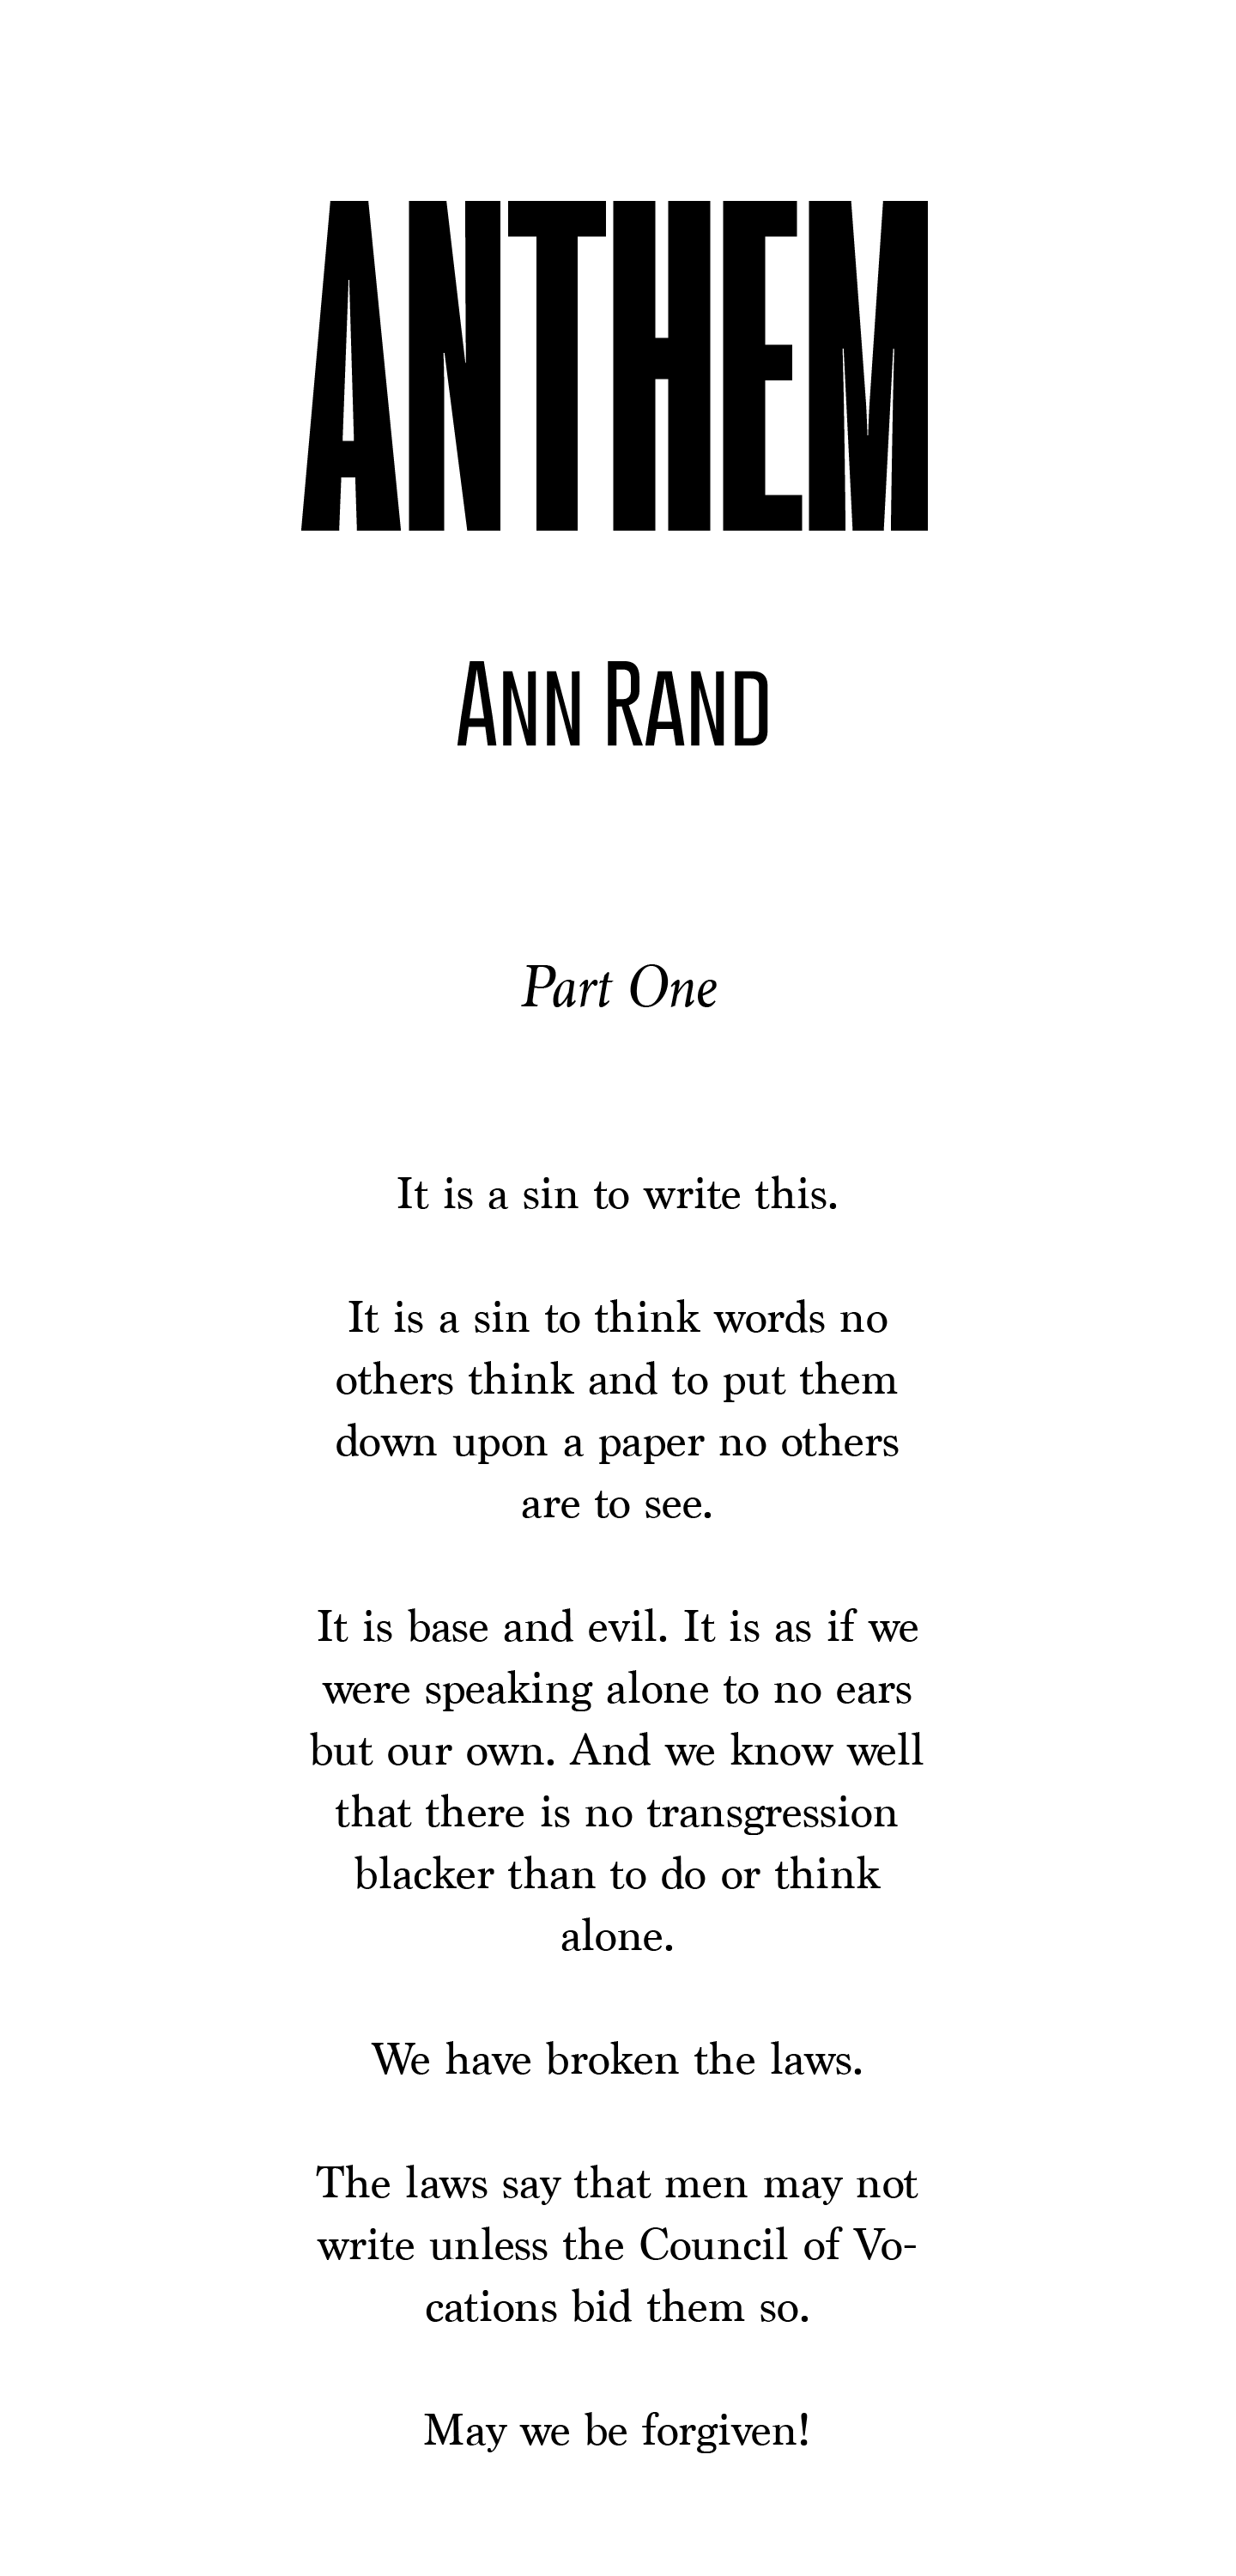 ANTHEM
ANN RAND
Part One
It is a sin to write this.
It is a sin to think words no
others think and to put them
down upon a paper no others
are to see.
It is base and evil. It is as if we
were speaking alone to no ears
but our own. And we know well
that there is no transgression
blacker than to do or think
alone.
We have broken the laws.
The laws say that men may not
write unless the Council of Vo-
cations bid them so.
May we be forgiven!